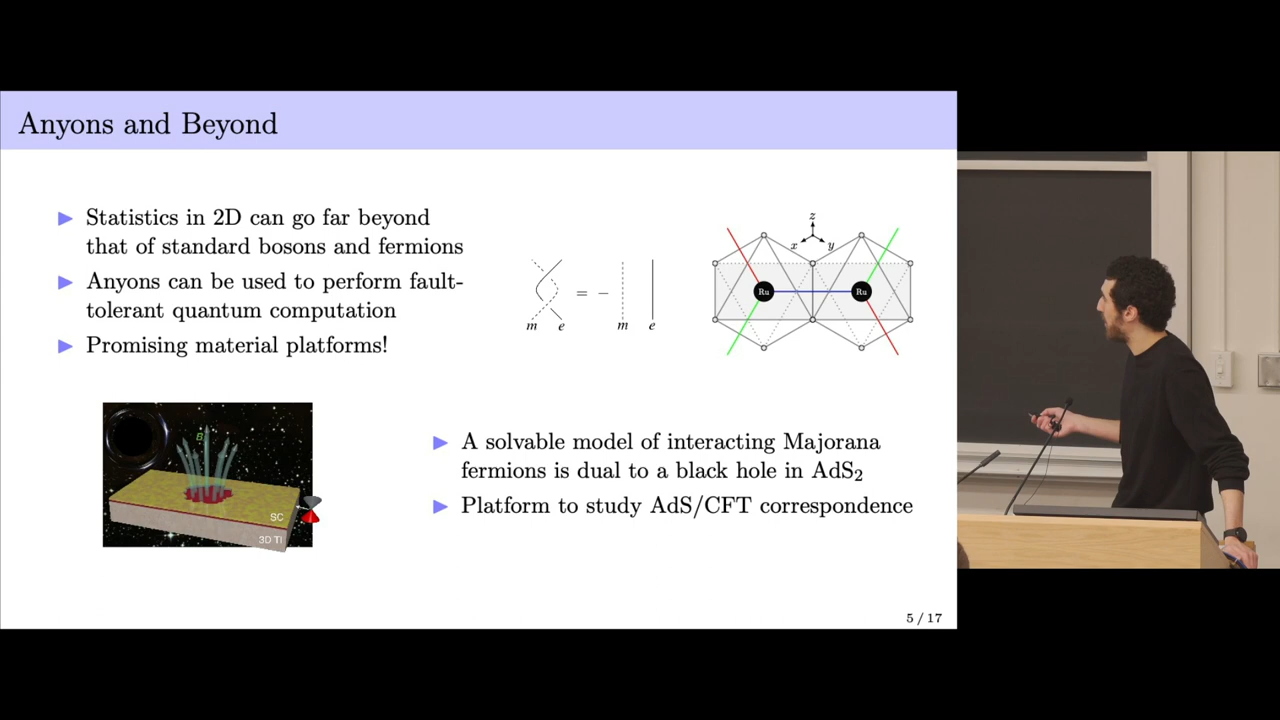 Anyons and Beyond
▶ Statistics in 2D can go far beyond
that of standard bosons and fermions
▶ Anyons can be used to perform fault-
tolerant quantum computation
▶ Promising material platforms!
= −
m e m e
z
x y
Ru Ru
B
SC
3D TI
▶ A solvable model of interacting Majorana
fermions is dual to a black hole in AdS₂
▶ Platform to study AdS/CFT correspondence
5 / 17